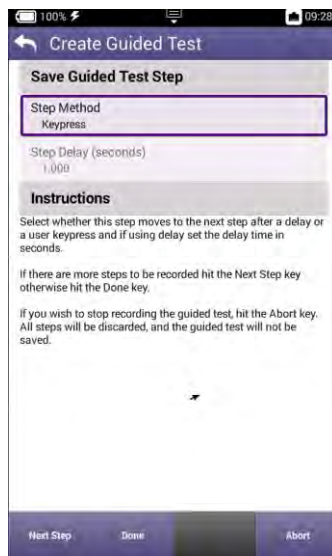 100% 09:28
Create Guided Test
Save Guided Test Step
Step Method
Keypress
Step Delay (seconds)
1.000
Instructions
Select whether this step moves to the next step after a delay or
a user keypress and if using delay set the delay time in
seconds.
If there are more steps to be recorded hit the Next Step key
otherwise hit the Done key.
If you wish to stop recording the guided test, hit the Abort key.
All steps will be discarded, and the guided test will not be
saved.
Next Step Done Abort